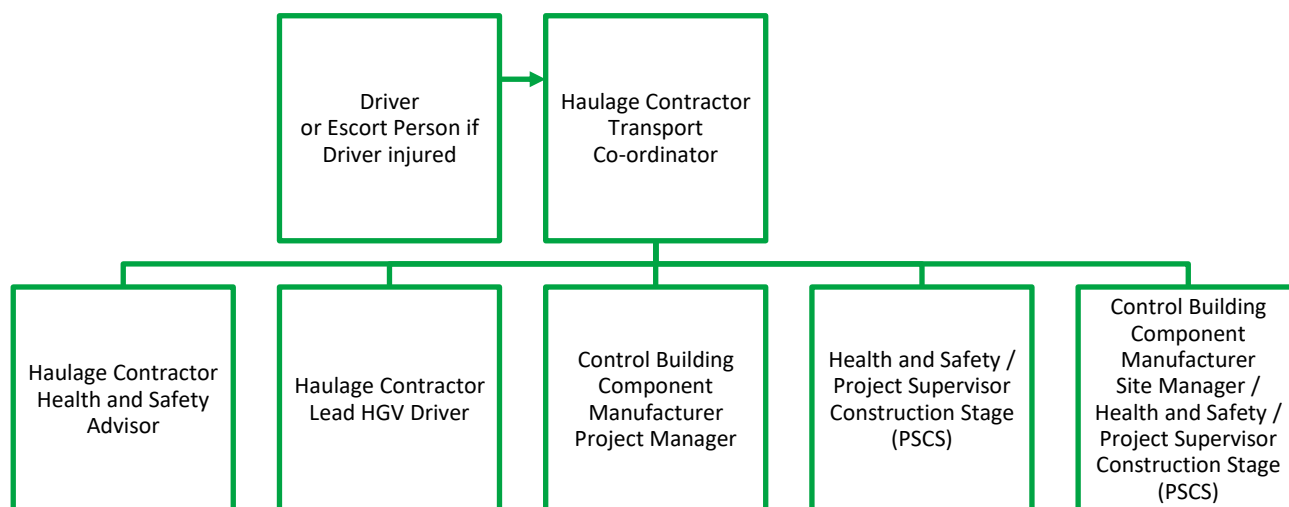 Driver
or Escort Person if
Driver injured
Haulage Contractor
Transport
Co-ordinator
Haulage Contractor
Health and Safety
Advisor
Haulage Contractor
Lead HGV Driver
Control Building
Component
Manufacturer
Project Manager
Health and Safety /
Project Supervisor
Construction Stage
(PSCS)
Control Building
Component
Manufacturer
Site Manager /
Health and Safety /
Project Supervisor
Construction Stage
(PSCS)